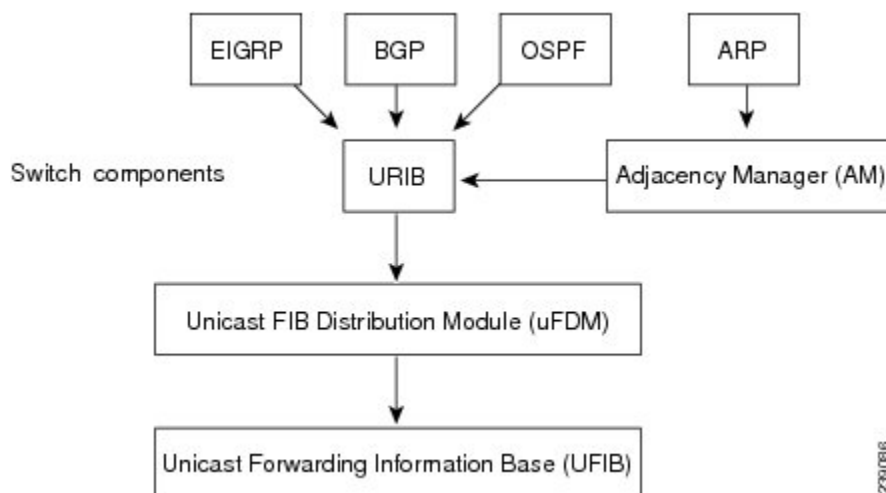 EIGRP
BGP
OSPF
ARP
Switch components
URIB
Adjacency Manager (AM)
Unicast FIB Distribution Module (uFDM)
Unicast Forwarding Information Base (UFIB)